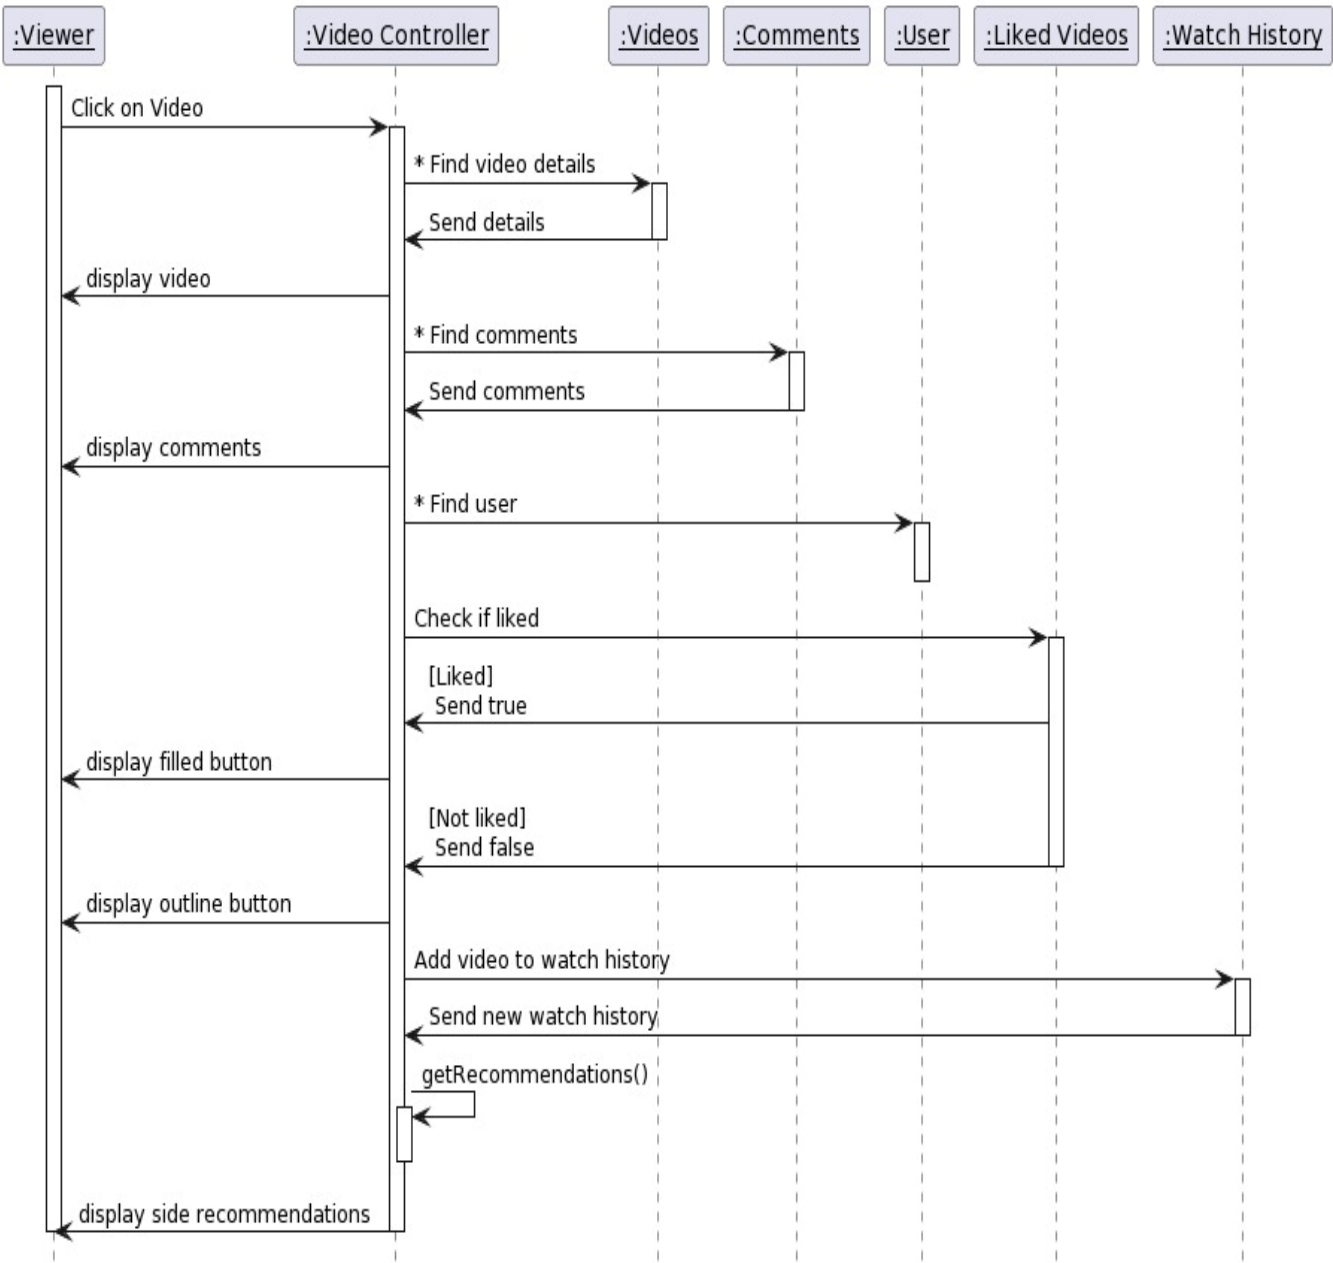 :Viewer
:Video Controller
:Videos
:Comments
:User
:Liked Videos
:Watch History
Click on Video
* Find video details
Send details
display video
* Find comments
Send comments
display comments
* Find user
Check if liked
[Liked]
Send true
display filled button
[Not liked]
Send false
display outline button
Add video to watch history
Send new watch history
getRecommendations()
display side recommendations